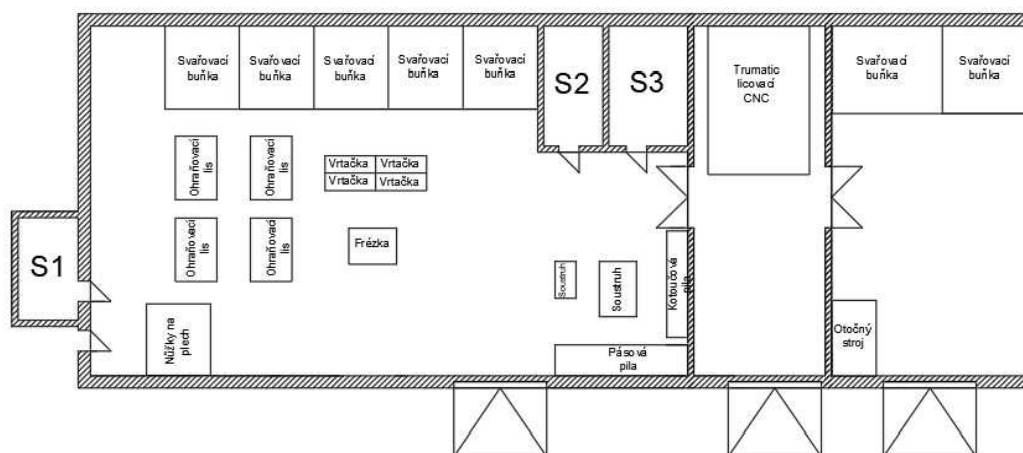 Svařovací
buňka
Svařovací
buňka
Svařovací
buňka
Svařovací
buňka
Svařovací
buňka
S2
S3
Trumatic
licovací
CNC
Svařovací
buňka
Svařovací
buňka
Ohraňovací
lis
Ohraňovací
lis
Vrtačka Vrtačka
Vrtačka Vrtačka
S1
Ohraňovací
lis
Ohraňovací
lis
Frézka
Soustruh
Soustruh
Kotoučová
pila
Nůžky na
plech
Pásová
pila
Otočný
stroj